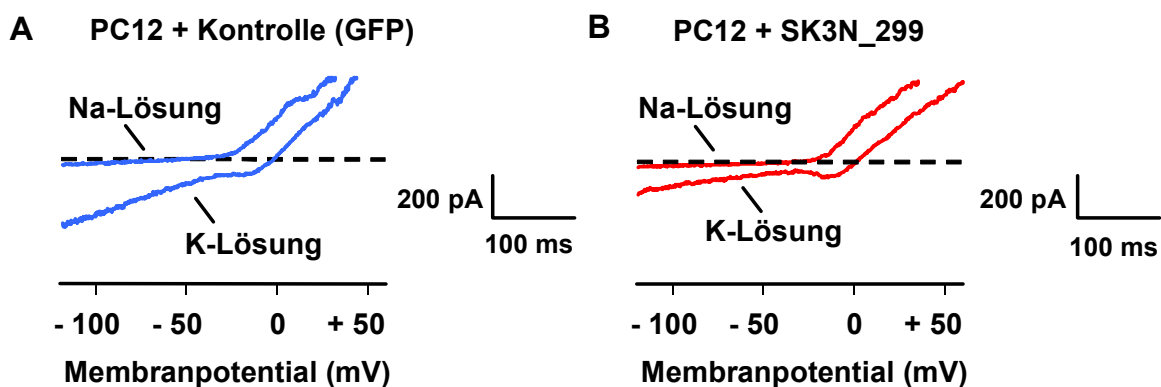 A
PC12 + Kontrolle (GFP)
Na-Lösung
K-Lösung
200 pA
100 ms
- 100 - 50 0 + 50
Membranpotential (mV)
B
PC12 + SK3N_299
Na-Lösung
K-Lösung
200 pA
100 ms
- 100 - 50 0 + 50
Membranpotential (mV)